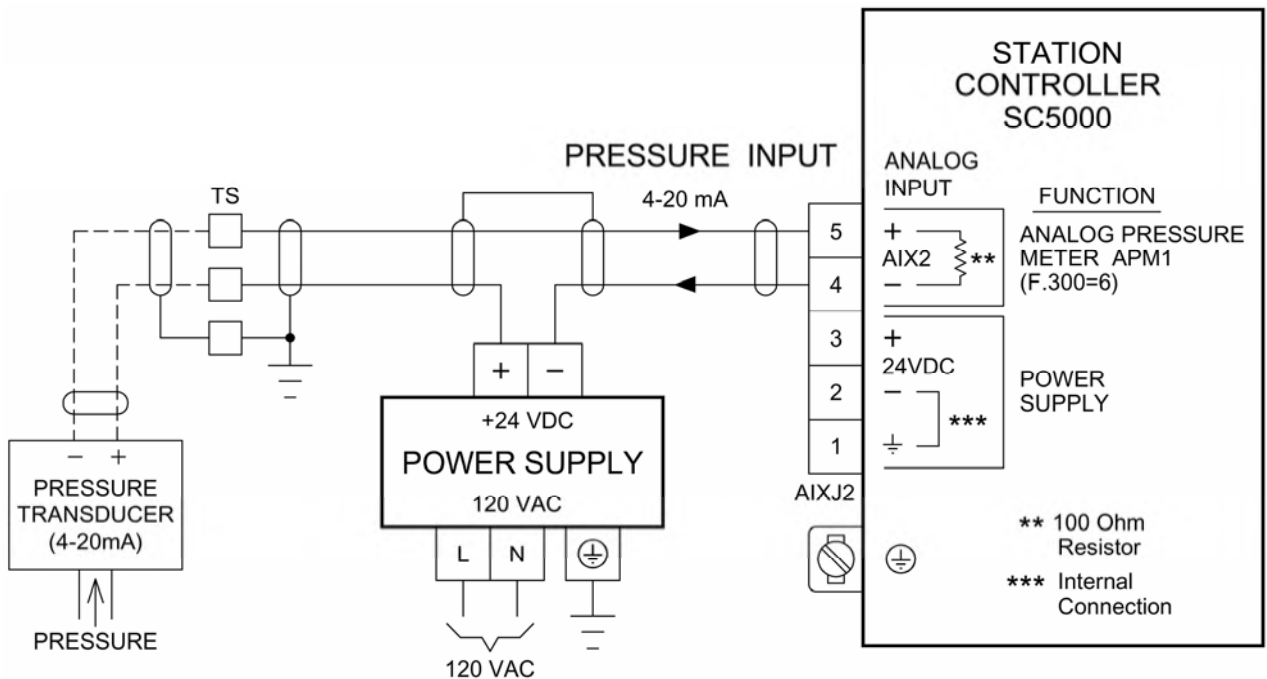 STATION
CONTROLLER
SC5000
PRESSURE INPUT
4-20 mA
TS
ANALOG
INPUT
FUNCTION
5
+
AIX2
**
ANALOG PRESSURE
METER APM1
(F.300=6)
4
−
3
+
24VDC
2
−
***
POWER
SUPPLY
1
AIXJ2
+ −
+24 VDC
POWER SUPPLY
120 VAC
L N
120 VAC
− +
PRESSURE
TRANSDUCER
(4-20mA)
PRESSURE
** 100 Ohm
Resistor
*** Internal
Connection